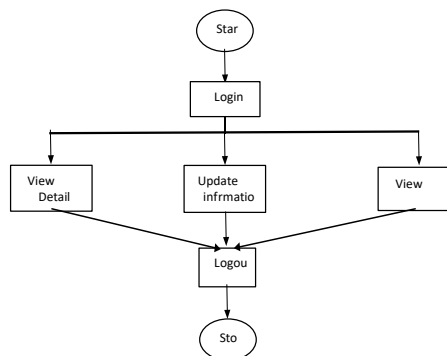 Star
Login
View
Detail
Update
infrmatio
View
Logou
Sto